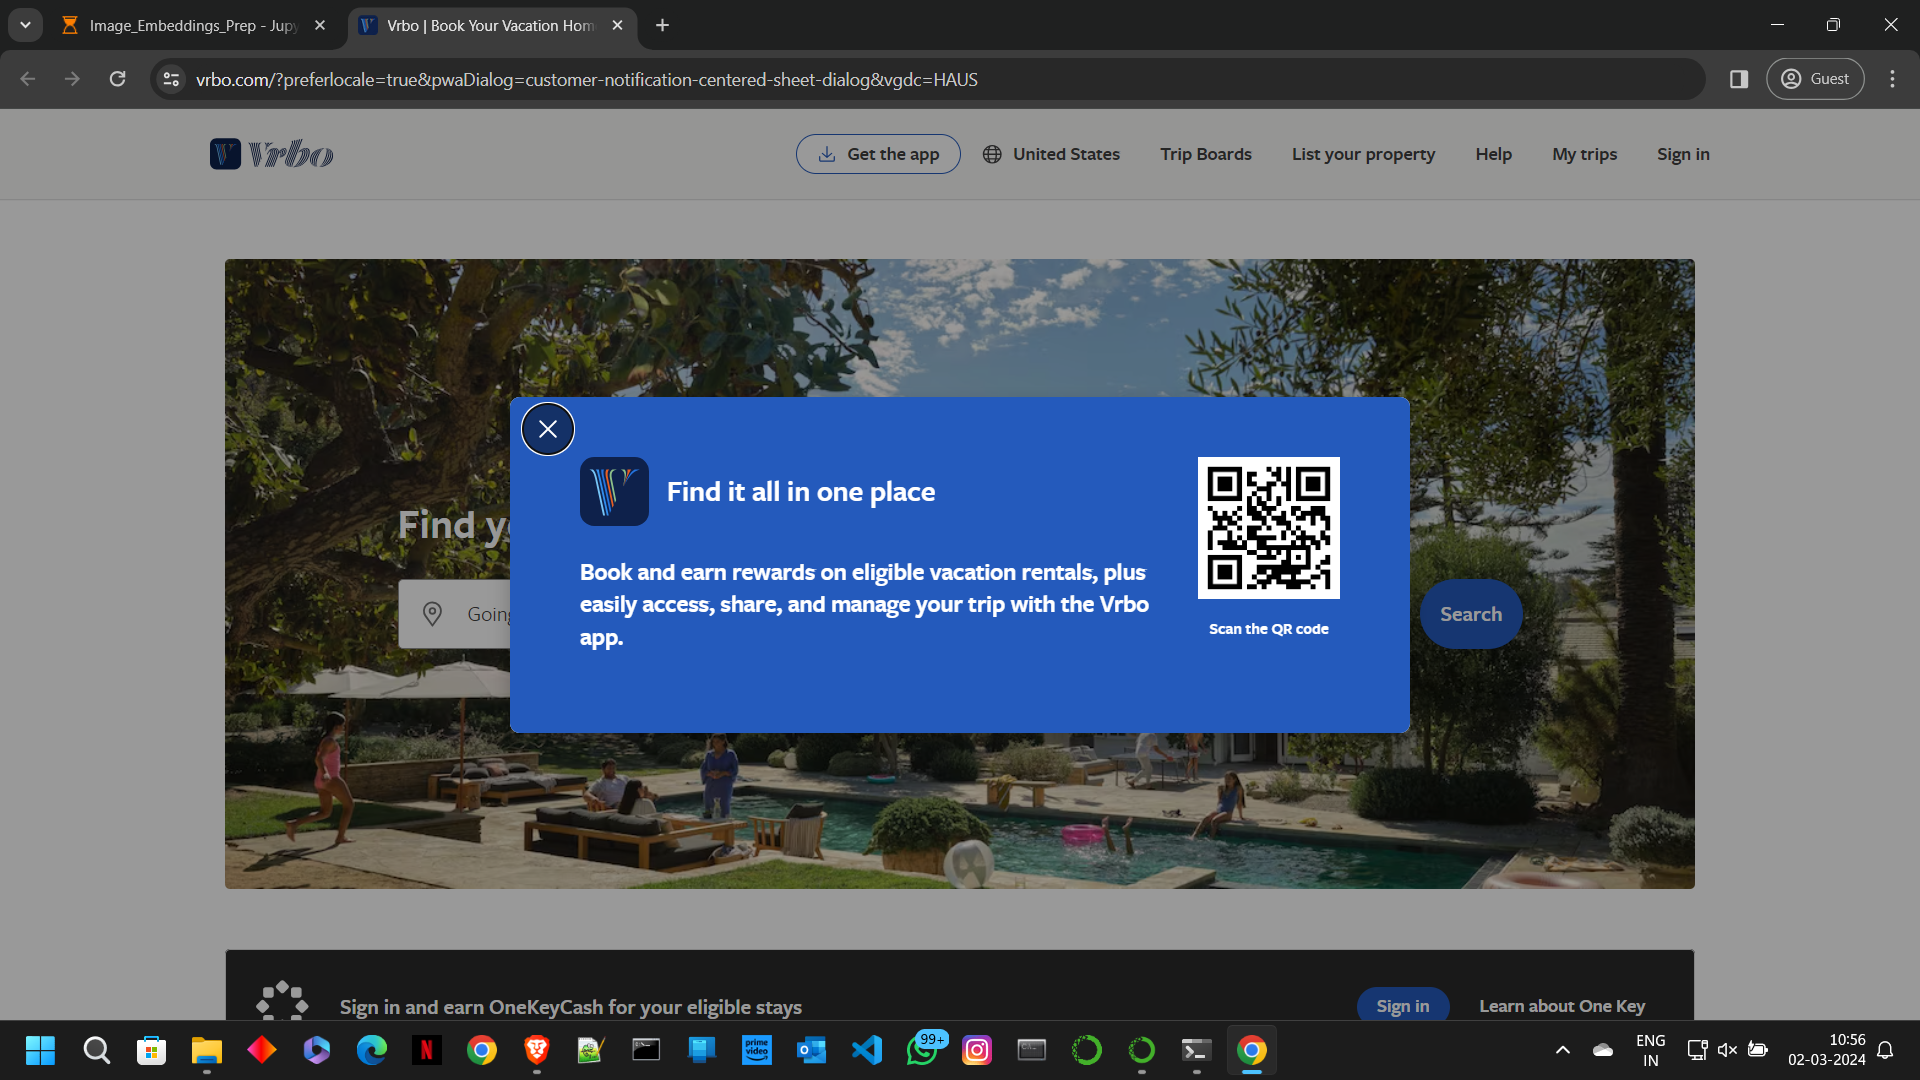 Image_Embeddings_Prep - Jup
Vrbo | Book Your Vacation Hom
vrbo.com/?preferlocale=true&pwaDialog=customer-notification-centered-sheet-dialog&vgdc=HAUS
Guest
Vrbo
Get the app
United States
Trip Boards
List your property
Help
My trips
Sign in
Find it all in one place
Book and earn rewards on eligible vacation rentals, plus
easily access, share, and manage your trip with the Vrbo
app.
Scan the QR code
Find y
Going
Search
Sign in and earn OneKeyCash for your eligible stays
Sign in
Learn about One Key
prime video
99+
ENG
IN
10:56
02-03-2024